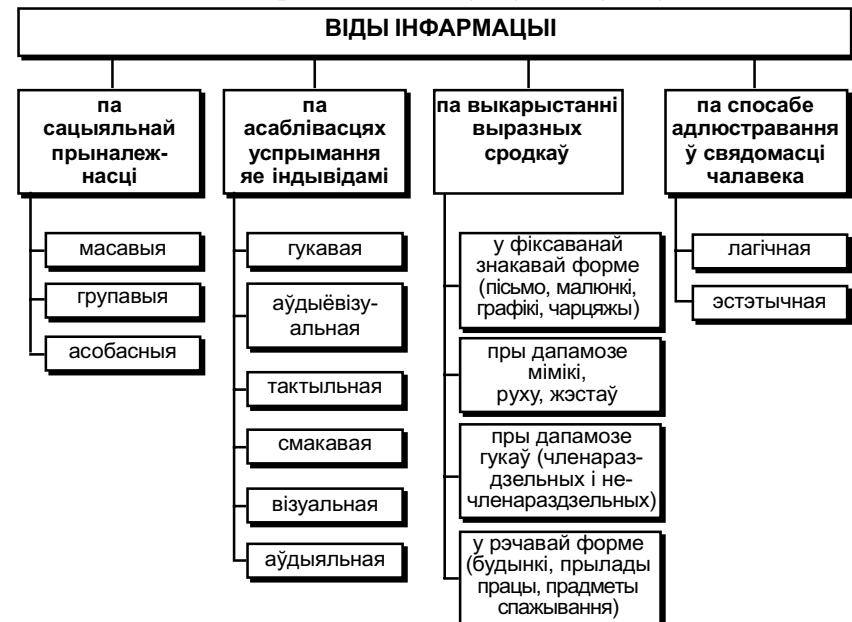 ВІДЫ ІНФАРМАЦЫІ
па
сацыяльнай
прыналеж-
насці
масавыя
групавыя
асобасныя
па
асаблівасцях
успрымання
яе індывідамі
гукавая
аўдыёвізу-
альная
тактыльная
смакавая
візуальная
аўдыяльная
па выкарыстанні
выразных
сродкаў
у фіксаванай
знакавай форме
(пісьмо, малюнкі,
графікі, чарцяжы)
пры дапамозе
мімікі,
руху, жэстаў
пры дапамозе
гукаў (членараз-
дзельных і не-
членараздзельных)
у рэчавай форме
(будынкі, прылады
працы, прадметы
спажывання)
па спосабе
адлюстравання
ў свядомасці
чалавека
лагічная
эстэтычная